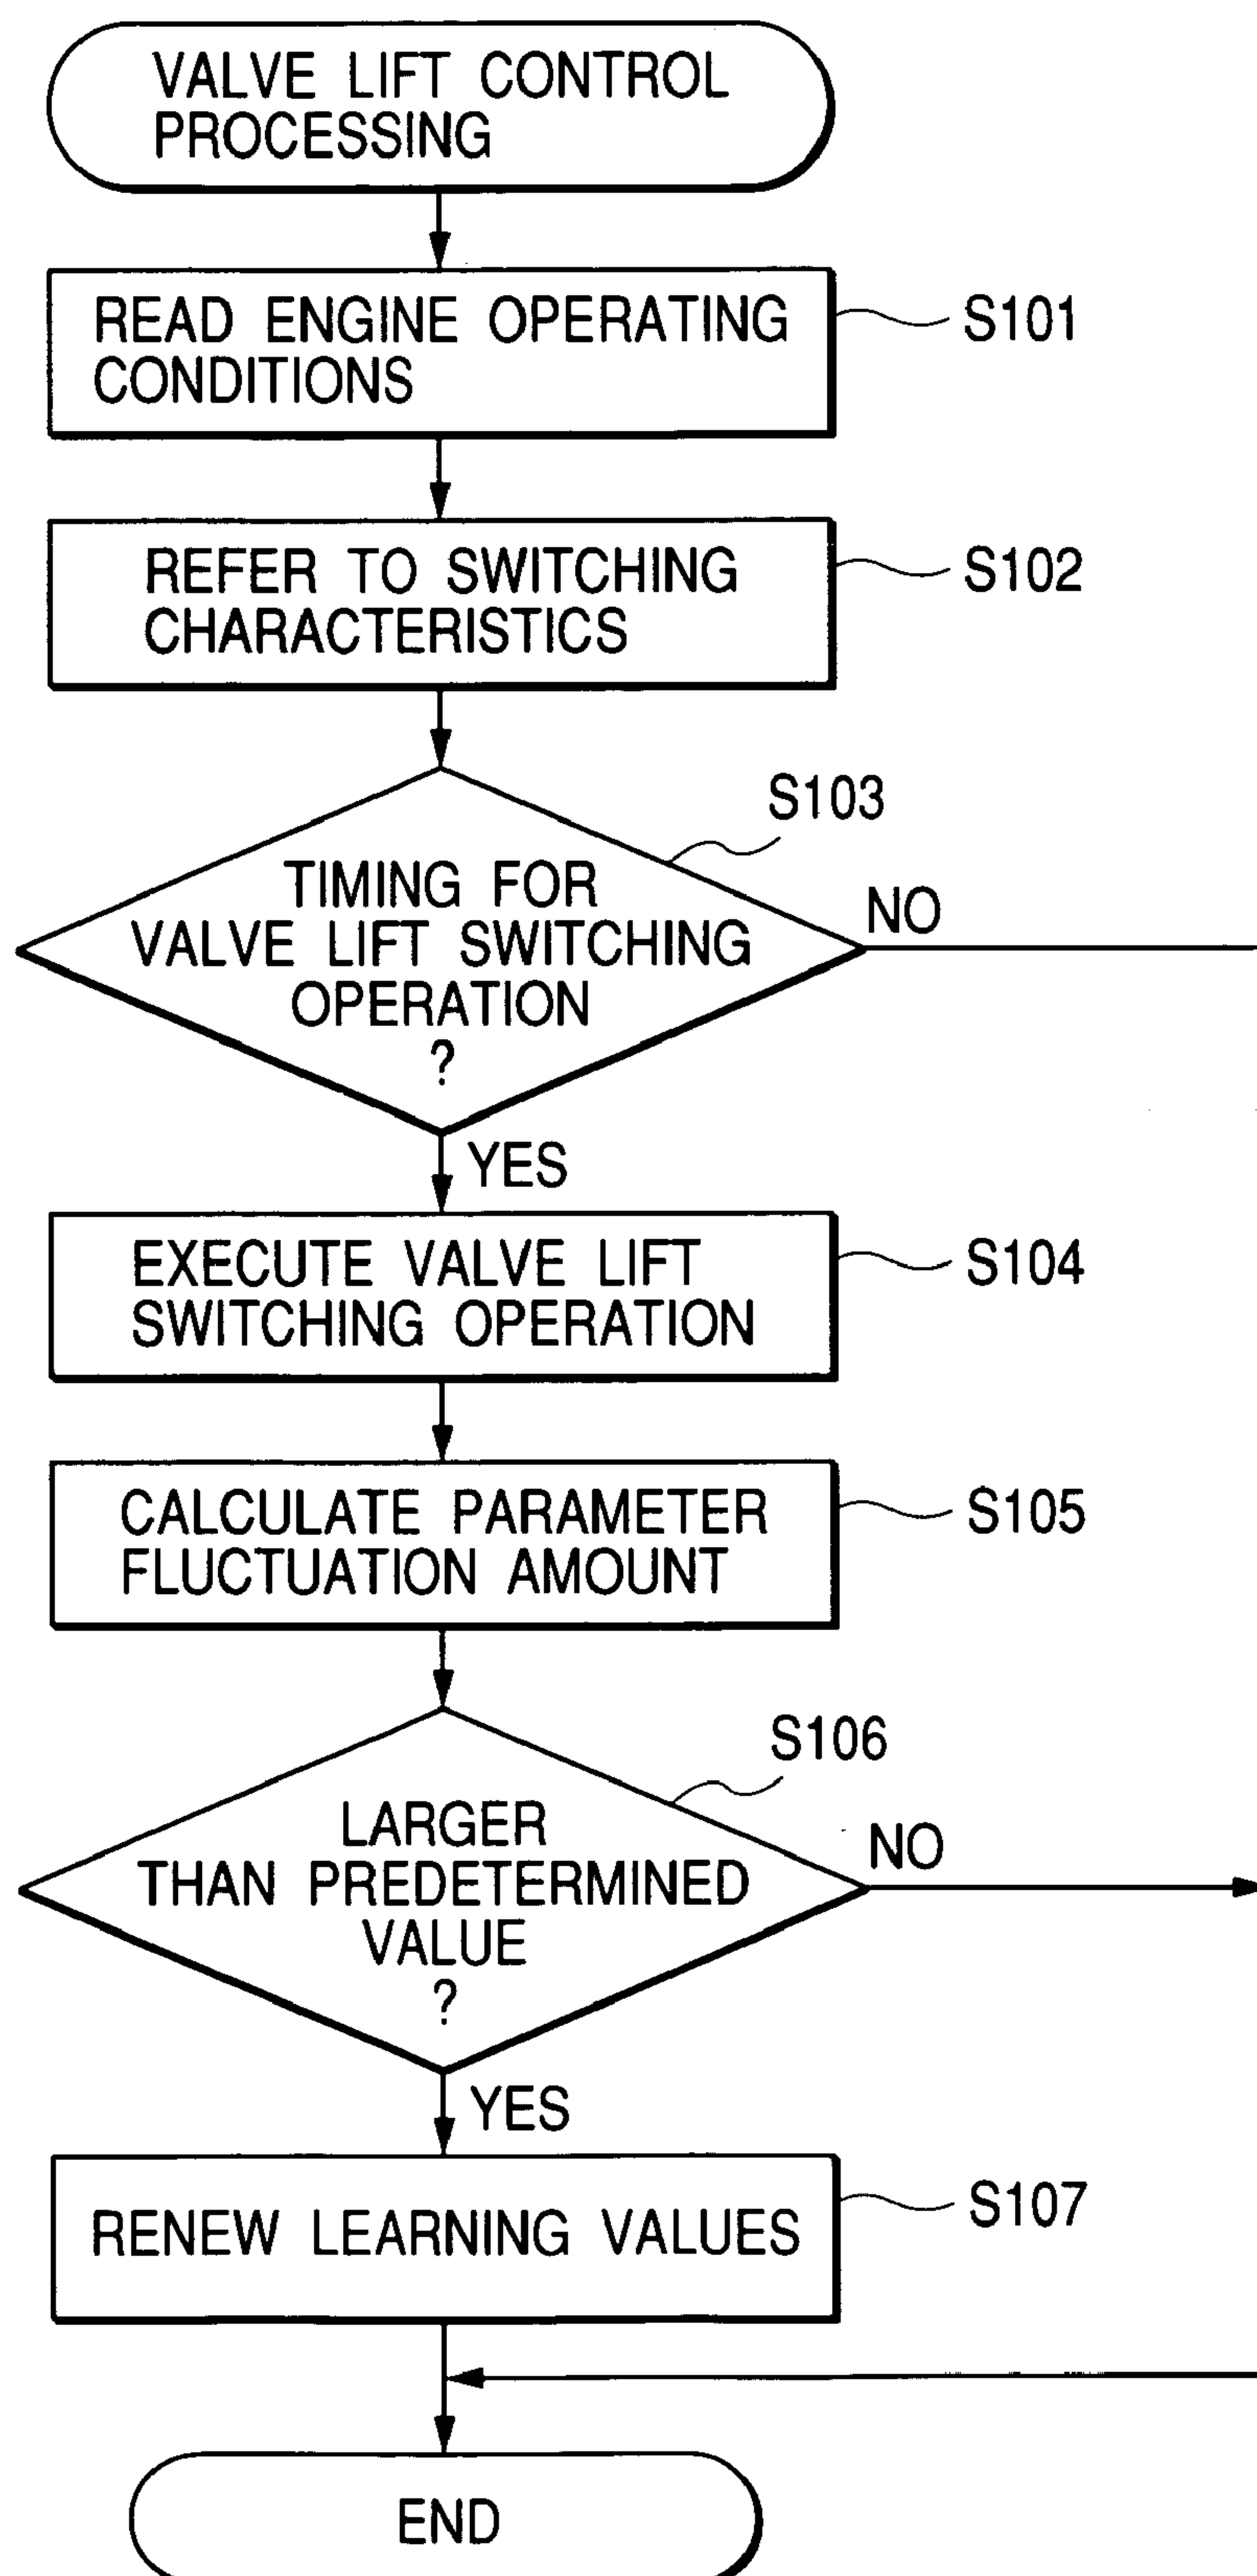 VALVE LIFT CONTROL
PROCESSING
READ ENGINE OPERATING
CONDITIONS
S101
REFER TO SWITCHING
CHARACTERISTICS
S102
S103
TIMING FOR
VALVE LIFT SWITCHING
OPERATION
?
NO
YES
EXECUTE VALVE LIFT
SWITCHING OPERATION
S104
CALCULATE PARAMETER
FLUCTUATION AMOUNT
S105
S106
LARGER
THAN PREDETERMINED
VALUE
?
NO
YES
RENEW LEARNING VALUES
S107
END